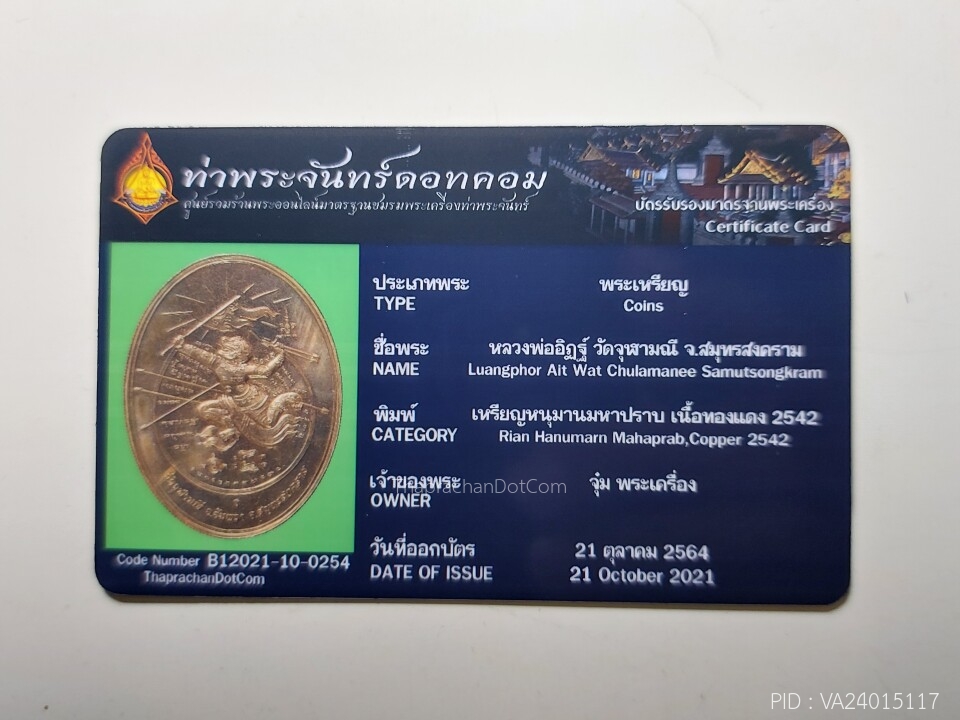 ท่าพระจันทร์ดอทคอม
ศูนย์รวมร้านพระออนไลน์มาตรฐานชมรมพระเครื่องท่าพระจันทร์
บัตรรับรองมาตรฐานพระเครื่อง
Certificate Card
ประเภทพระ พระเหรียญ
TYPE Coins
ชื่อพระ หลวงพ่ออิฏฐ์ วัดจุฬามณี จ.สมุทรสงคราม
NAME Luangphor Ait Wat Chulamanee Samutsongkram
พิมพ์ เหรียญหนุมานมหาปราบ เนื้อทองแดง 2542
CATEGORY Rian Hanumarn Mahaprab,Copper 2542
เจ้าของพระ จุ๋ม พระเครื่อง
ThaprachanDotCom
OWNER
วันที่ออกบัตร 21 ตุลาคม 2564
DATE OF ISSUE 21 October 2021
Code Number B12021-10-0254
ThaprachanDotCom
PID : VA24015117